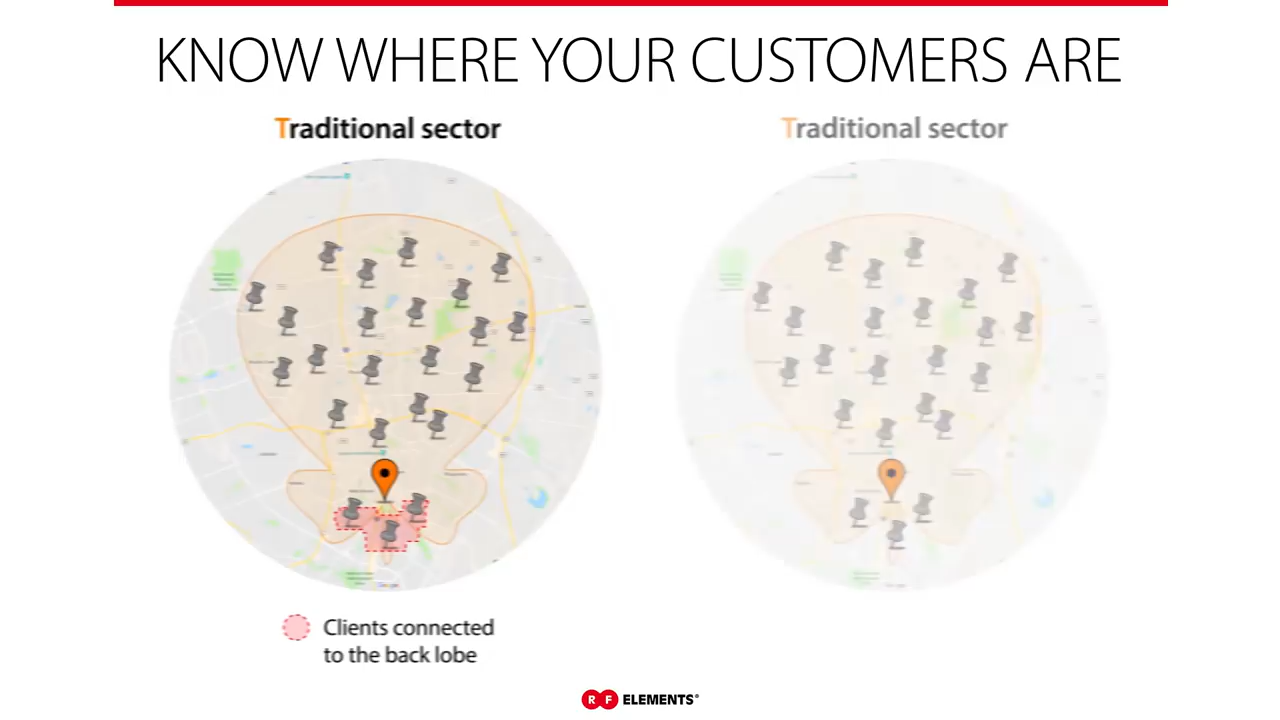 KNOW WHERE YOUR CUSTOMERS ARE
Traditional sector
Traditional sector
Clients connected
to the back lobe
RF ELEMENTS®